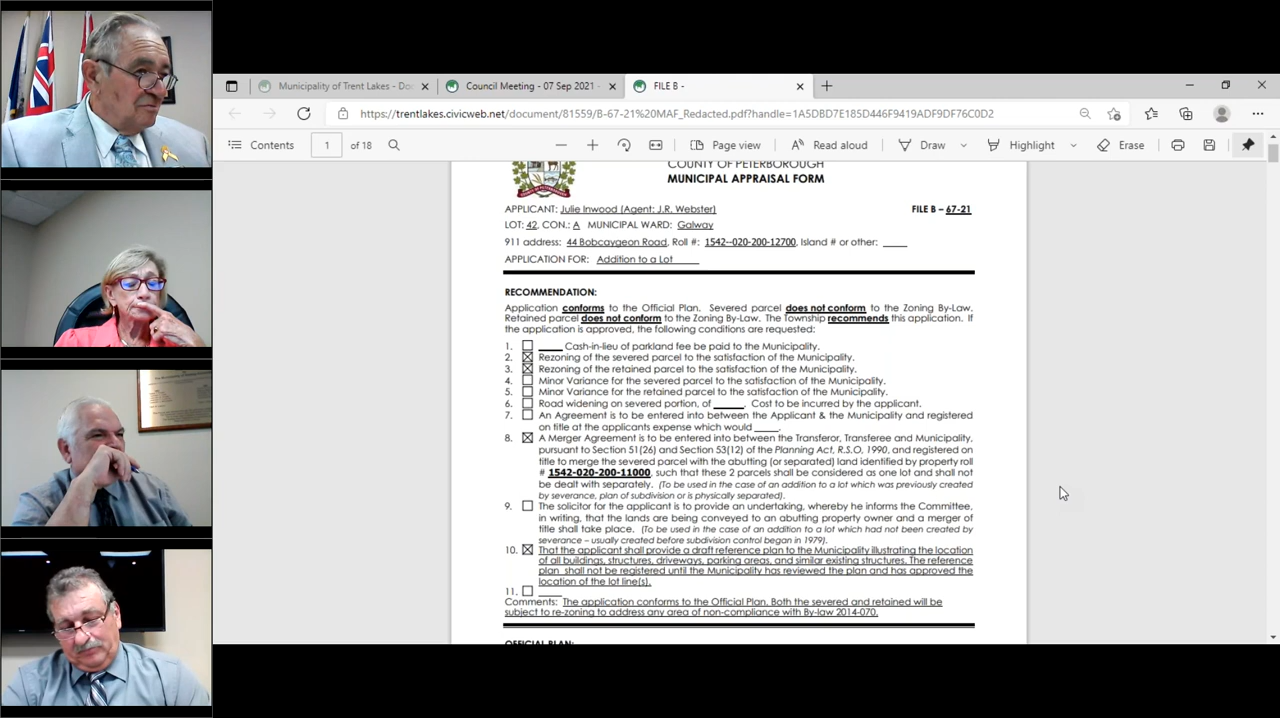 Municipality of Trent Lakes - Doc
Council Meeting - 07 Sep 2021 -
FILE B -
https://trentlakes.civicweb.net/document/81559/B-67-21%20MAF_Redacted.pdf?handle=1A5DBD7E185D446F9419ADF9DF76C0D2
Contents
1 of 18
Page view
Read aloud
Draw
Highlight
Erase
COUNTY OF PETERBOROUGH
MUNICIPAL APPRAISAL FORM
APPLICANT: Julie Inwood (Agent: J.R. Webster) FILE B – 67-21
LOT: 42, CON.: A MUNICIPAL WARD: Galway
911 address: 44 Bobcaygeon Road, Roll #: 1542--020-200-12700, Island # or other: ____
APPLICATION FOR: Addition to a Lot
RECOMMENDATION:
Application conforms to the Official Plan. Severed parcel does not conform to the Zoning By-Law.
Retained parcel does not conform to the Zoning By-Law. The Township recommends this application. If
the application is approved, the following conditions are requested:
1. ☐ ____ Cash-in-lieu of parkland fee be paid to the Municipality.
2. ☒ Rezoning of the severed parcel to the satisfaction of the Municipality.
3. ☒ Rezoning of the retained parcel to the satisfaction of the Municipality.
4. ☐ Minor Variance for the severed parcel to the satisfaction of the Municipality.
5. ☐ Minor Variance for the retained parcel to the satisfaction of the Municipality.
6. ☐ Road widening on severed portion, of _____. Cost to be incurred by the applicant.
7. ☐ An Agreement is to be entered into between the Applicant & the Municipality and registered
on title at the applicants expense which would ____.
8. ☒ A Merger Agreement is to be entered into between the Transferor, Transferee and Municipality,
pursuant to Section 51(26) and Section 53(12) of the Planning Act, R.S.O, 1990, and registered on
title to merge the severed parcel with the abutting (or separated) land identified by property roll
# 1542-020-200-11000, such that these 2 parcels shall be considered as one lot and shall not
be dealt with separately. (To be used in the case of an addition to a lot which was previously created
by severance, plan of subdivision or is physically separated).
9. ☐ The solicitor for the applicant is to provide an undertaking, whereby he informs the Committee,
in writing, that the lands are being conveyed to an abutting property owner and a merger of
title shall take place. (To be used in the case of an addition to a lot which had not been created by
severance – usually created before subdivision control began in 1979).
10. ☒ That the applicant shall provide a draft reference plan to the Municipality illustrating the location
of all buildings, structures, driveways, parking areas, and similar existing structures. The reference
plan shall not be registered until the Municipality has reviewed the plan and has approved the
location of the lot line(s).
11. ☐ ____
Comments: The application conforms to the Official Plan. Both the severed and retained will be
subject to re-zoning to address any area of non-compliance with By-law 2014-070.
OFFICIAL PLAN: